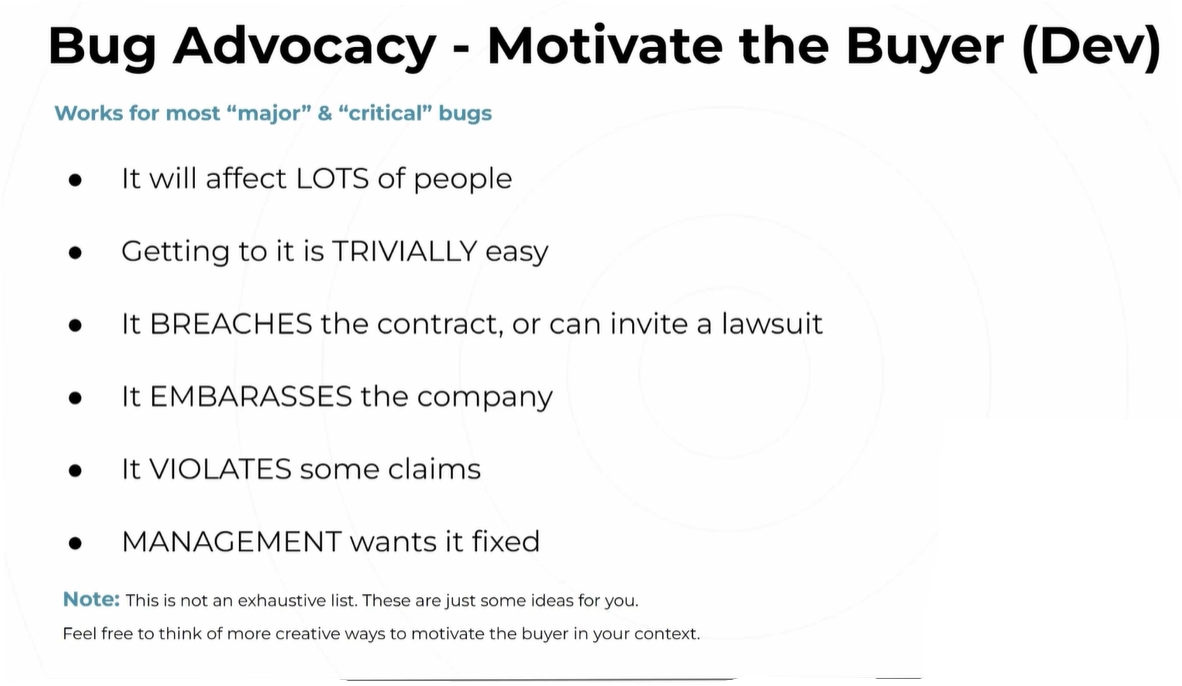 Bug Advocacy - Motivate the Buyer (Dev)
Works for most “major” & “critical” bugs
● It will affect LOTS of people
● Getting to it is TRIVIALLY easy
● It BREACHES the contract, or can invite a lawsuit
● It EMBARASSES the company
● It VIOLATES some claims
● MANAGEMENT wants it fixed
Note: This is not an exhaustive list. These are just some ideas for you.
Feel free to think of more creative ways to motivate the buyer in your context.